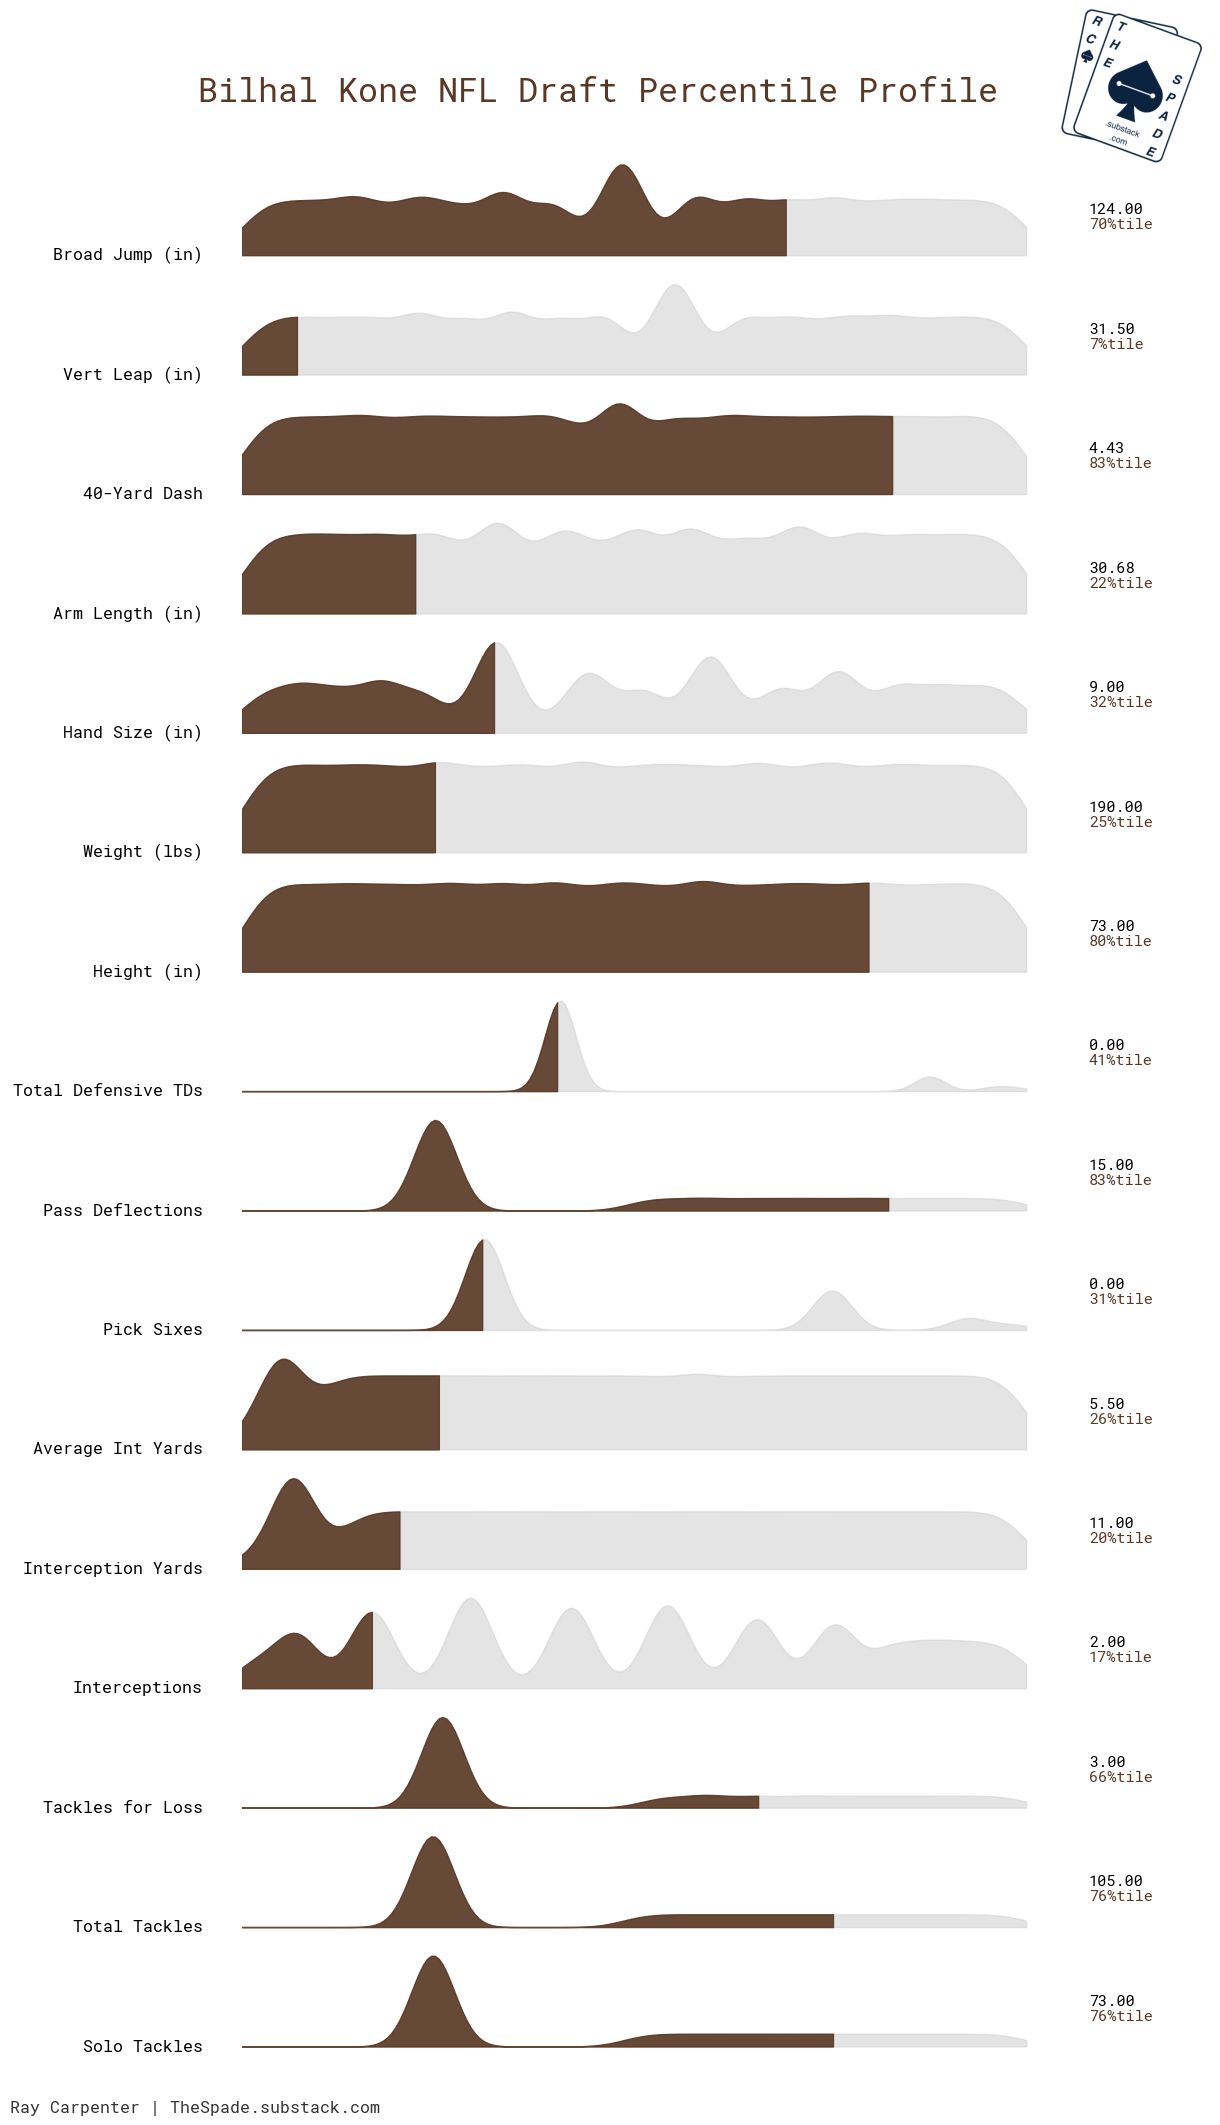 R
C
THE
SPADE
.substack
.com
Bilhal Kone NFL Draft Percentile Profile
124.00
70%tile
Broad Jump (in)
31.50
7%tile
Vert Leap (in)
4.43
83%tile
40-Yard Dash
30.68
22%tile
Arm Length (in)
9.00
32%tile
Hand Size (in)
190.00
25%tile
Weight (lbs)
73.00
80%tile
Height (in)
0.00
41%tile
Total Defensive TDs
15.00
83%tile
Pass Deflections
0.00
31%tile
Pick Sixes
5.50
26%tile
Average Int Yards
11.00
20%tile
Interception Yards
2.00
17%tile
Interceptions
3.00
66%tile
Tackles for Loss
105.00
76%tile
Total Tackles
73.00
76%tile
Solo Tackles
Ray Carpenter | TheSpade.substack.com